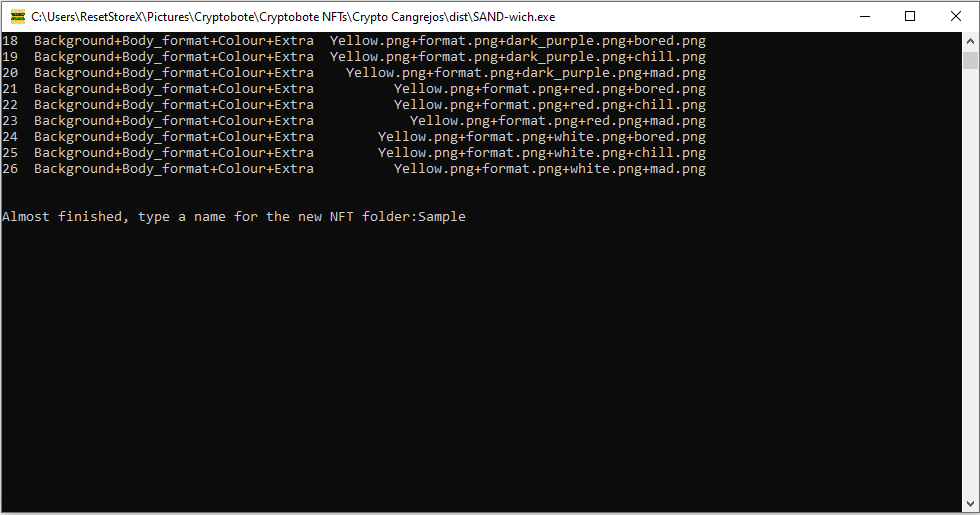 C:\Users\ResetStoreX\Pictures\Cryptobote\Cryptobote NFTs\Crypto Cangrejos\dist\SAND-wich.exe
18  Background+Body_format+Colour+Extra  Yellow.png+format.png+dark_purple.png+bored.png
19  Background+Body_format+Colour+Extra  Yellow.png+format.png+dark_purple.png+chill.png
20  Background+Body_format+Colour+Extra    Yellow.png+format.png+dark_purple.png+mad.png
21  Background+Body_format+Colour+Extra          Yellow.png+format.png+red.png+bored.png
22  Background+Body_format+Colour+Extra          Yellow.png+format.png+red.png+chill.png
23  Background+Body_format+Colour+Extra            Yellow.png+format.png+red.png+mad.png
24  Background+Body_format+Colour+Extra        Yellow.png+format.png+white.png+bored.png
25  Background+Body_format+Colour+Extra        Yellow.png+format.png+white.png+chill.png
26  Background+Body_format+Colour+Extra          Yellow.png+format.png+white.png+mad.png
Almost finished, type a name for the new NFT folder:Sample